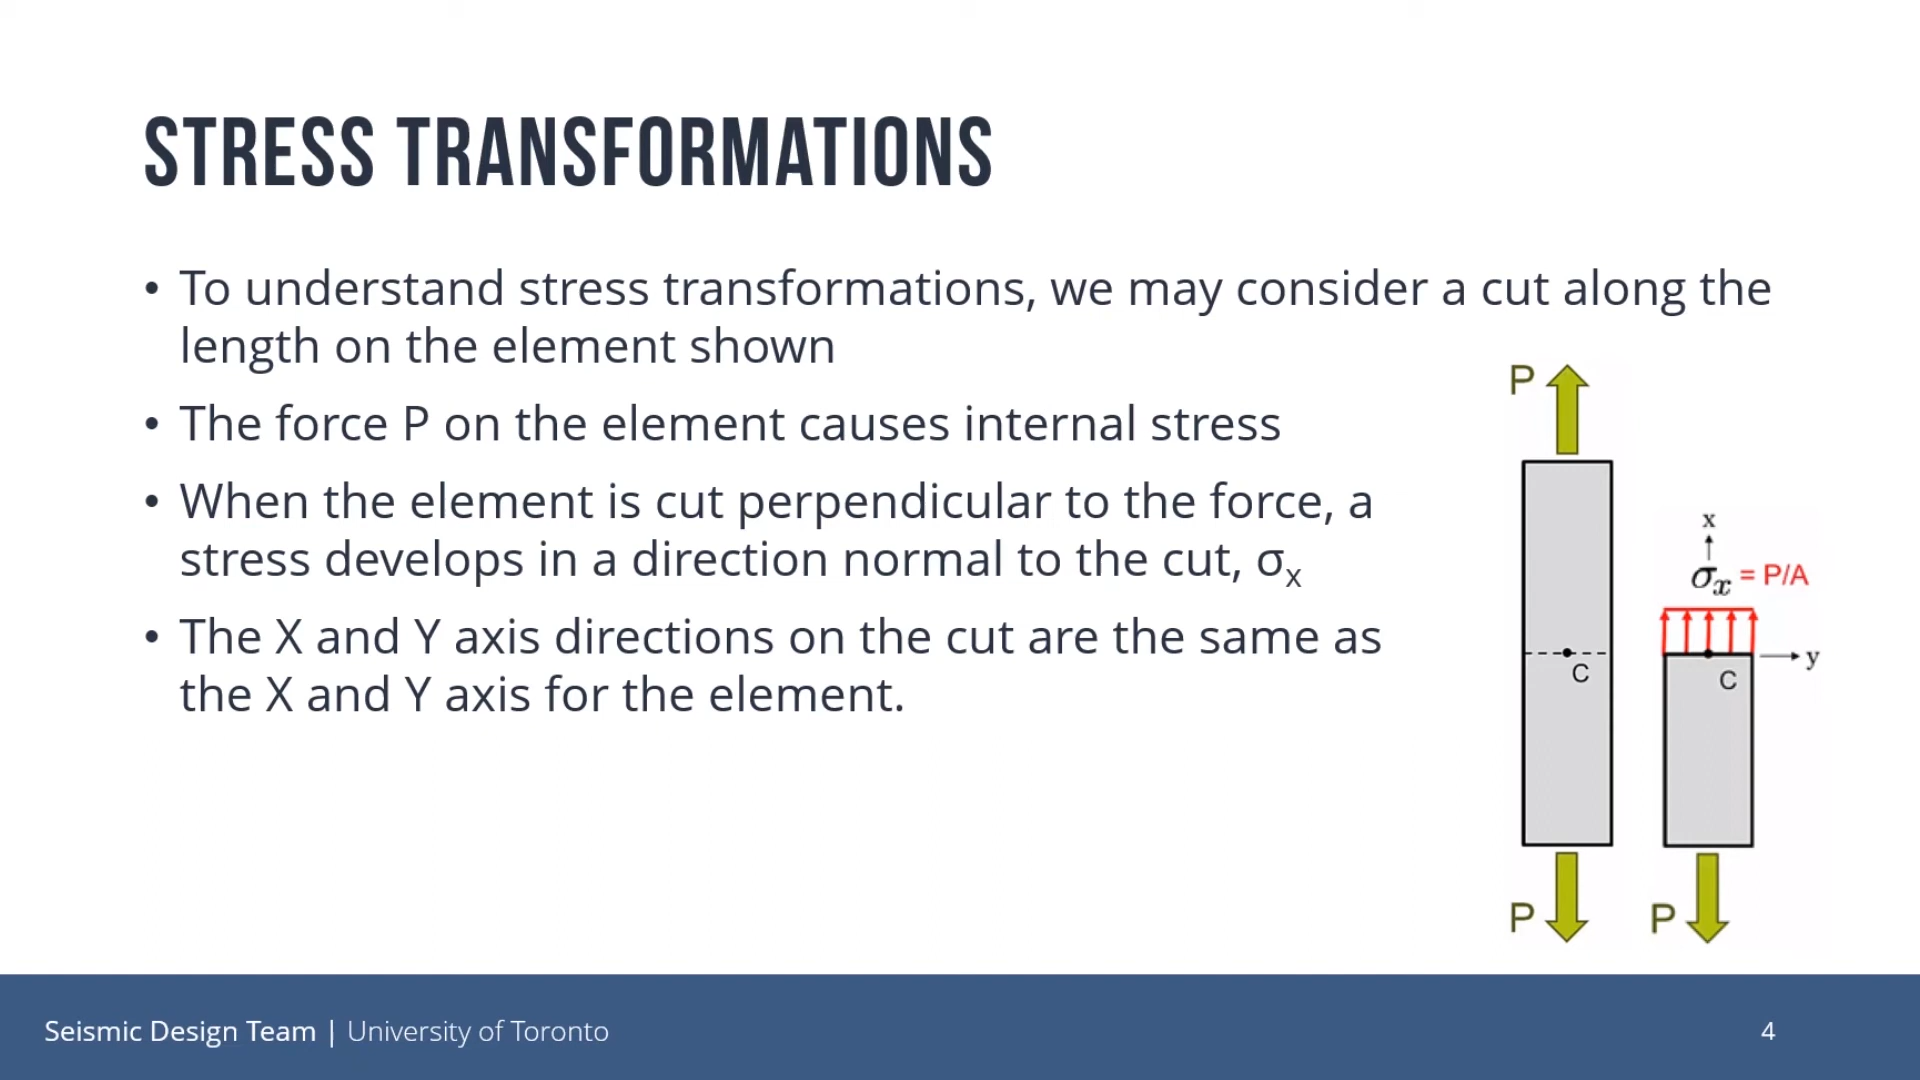 STRESS TRANSFORMATIONS
• To understand stress transformations, we may consider a cut along the
length on the element shown
• The force P on the element causes internal stress
• When the element is cut perpendicular to the force, a
stress develops in a direction normal to the cut, σx
• The X and Y axis directions on the cut are the same as
the X and Y axis for the element.
P
x
σx = P/A
y
C
C
P
P
Seismic Design Team | University of Toronto
4